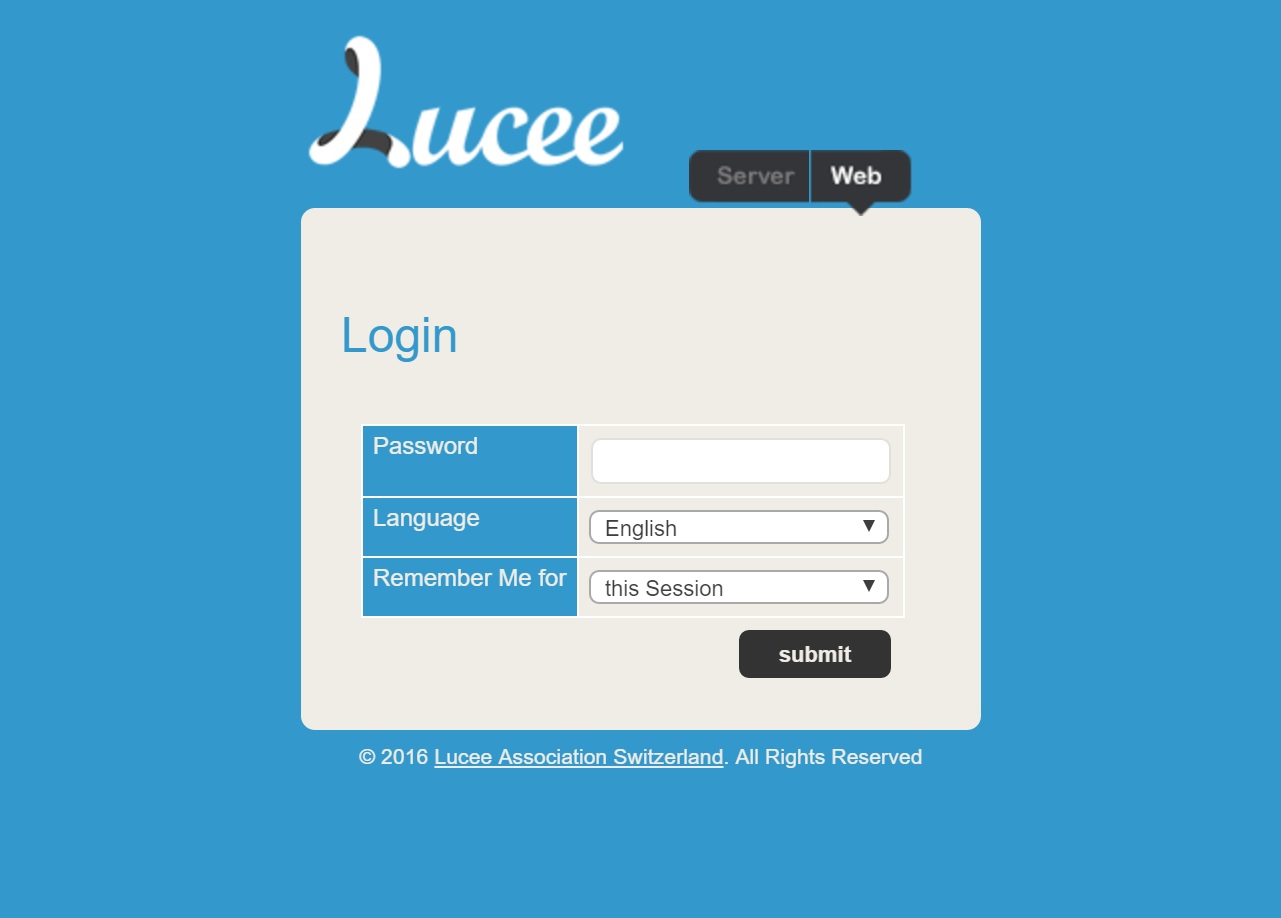 Lucee
Server Web
Login
Password
Language English
Remember Me for this Session
submit
© 2016 Lucee Association Switzerland. All Rights Reserved